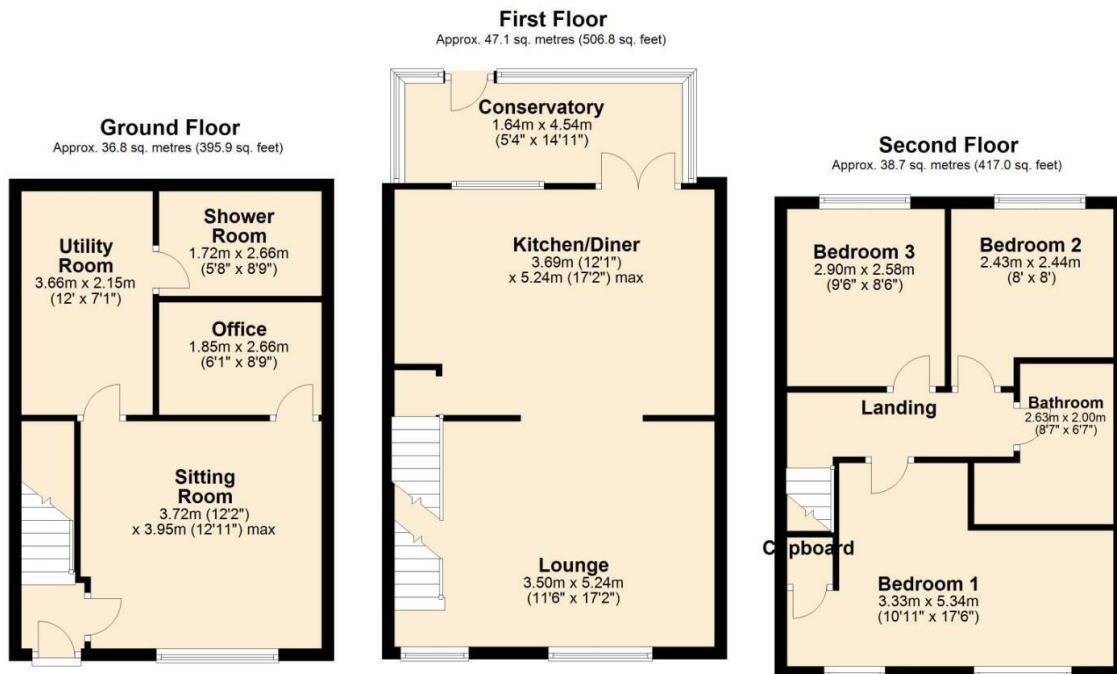 First Floor
Approx. 47.1 sq. metres (506.8 sq. feet)
Conservatory
1.64m x 4.54m
(5'4" x 14'11")
Kitchen/Diner
3.69m (12'1")
x 5.24m (17'2") max
Lounge
3.50m x 5.24m
(11'6" x 17'2")
Ground Floor
Approx. 36.8 sq. metres (395.9 sq. feet)
Utility
Room
3.66m x 2.15m
(12' x 7'1")
Shower
Room
1.72m x 2.66m
(5'8" x 8'9")
Office
1.85m x 2.66m
(6'1" x 8'9")
Sitting
Room
3.72m (12'2")
x 3.95m (12'11") max
Second Floor
Approx. 38.7 sq. metres (417.0 sq. feet)
Bedroom 3
2.90m x 2.58m
(9'6" x 8'6")
Bedroom 2
2.43m x 2.44m
(8' x 8')
Landing
Bathroom
2.63m x 2.00m
(8'7" x 6'7")
Cupboard
Bedroom 1
3.33m x 5.34m
(10'11" x 17'6")